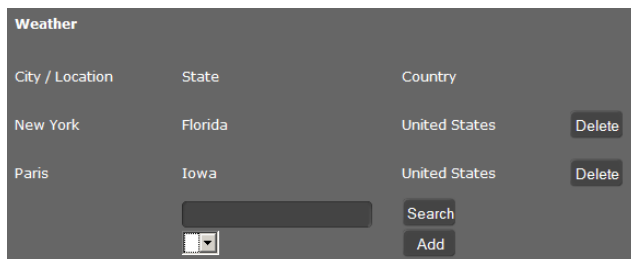 Weather
City / Location State Country
New York Florida United States Delete
Paris Iowa United States Delete
Search
Add